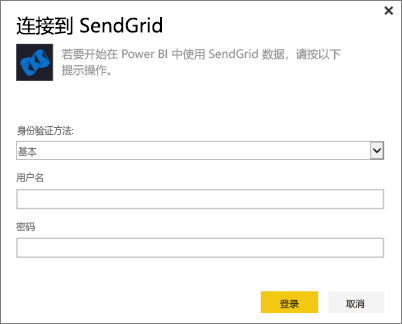 连接到 SendGrid
若要开始在 Power BI 中使用 SendGrid 数据，请按以下
提示操作。
身份验证方法:
基本
用户名
密码
登录
取消